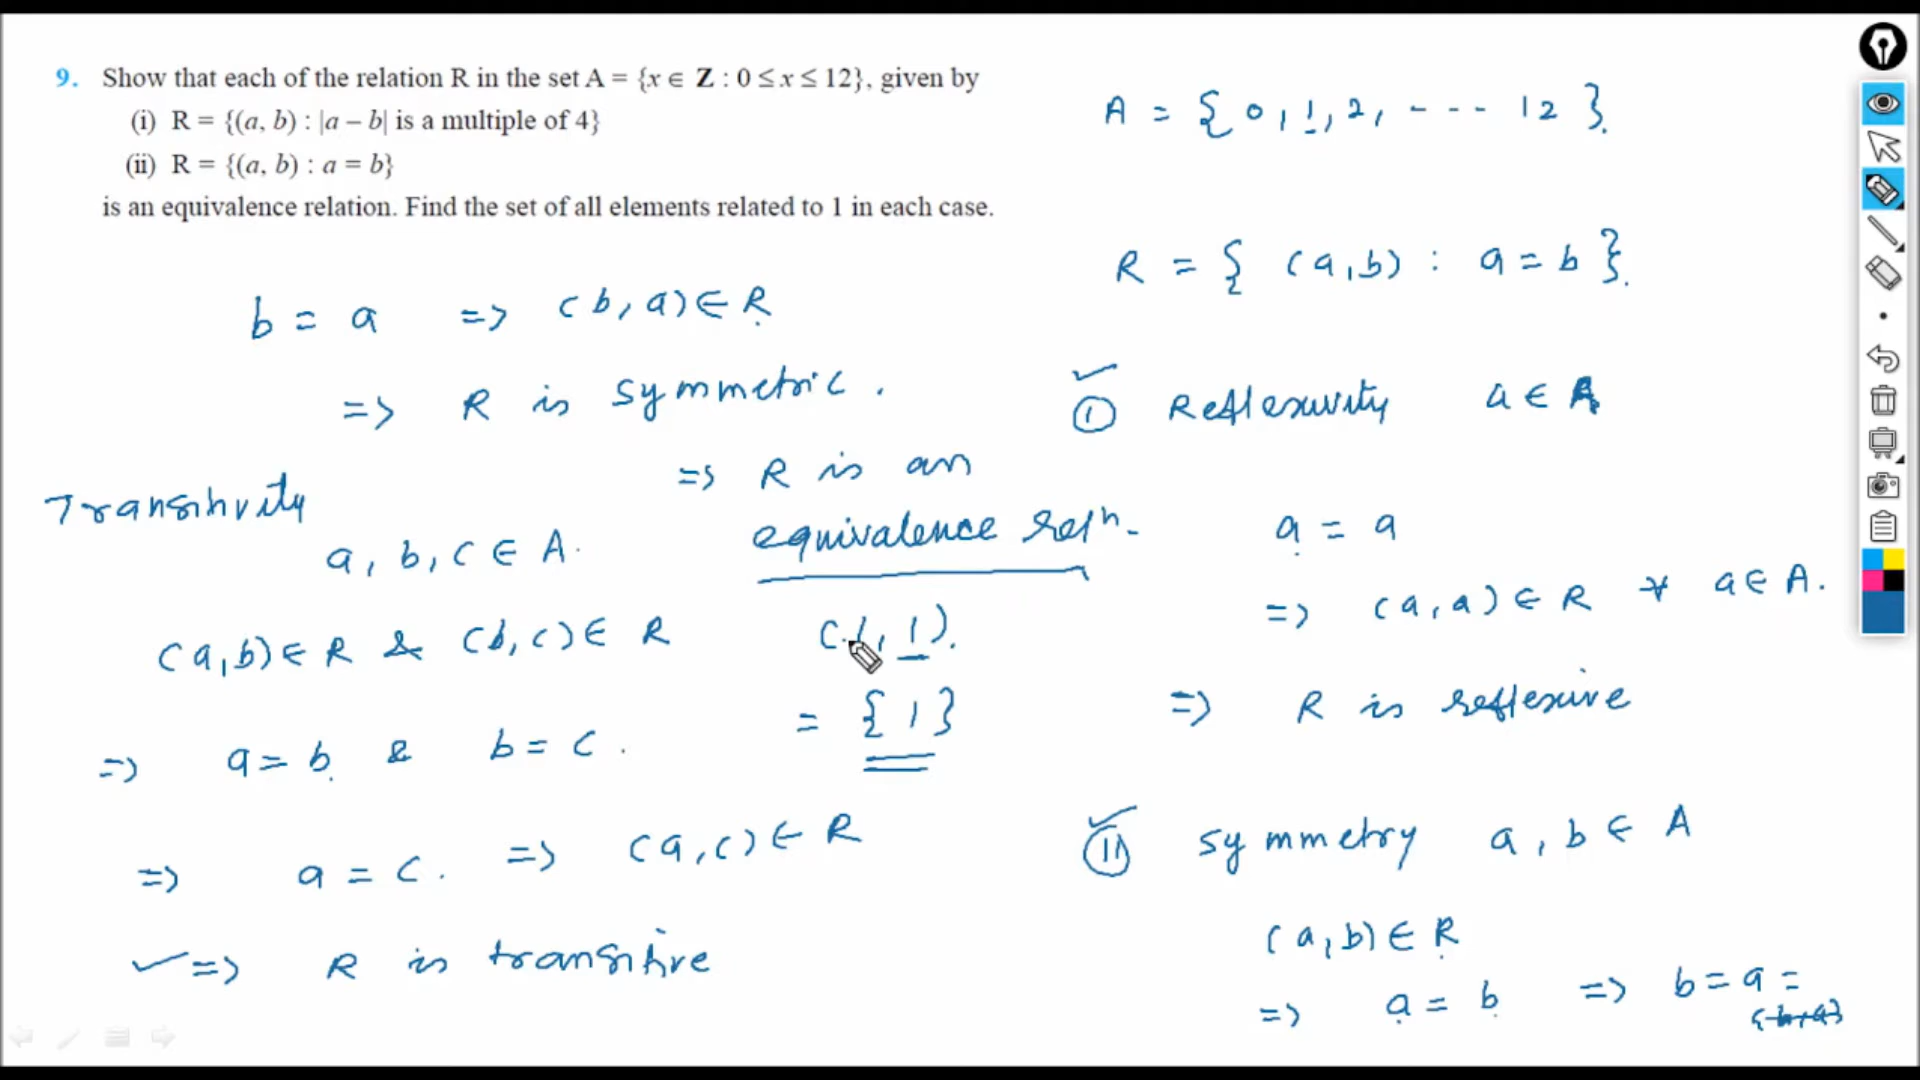 9. Show that each of the relation R in the set A = {x ∈ Z : 0 ≤ x ≤ 12}, given by
(i) R = {(a, b) : |a – b| is a multiple of 4}
(ii) R = {(a, b) : a = b}
is an equivalence relation. Find the set of all elements related to 1 in each case.
A = { 0, 1, 2, - - - - 12 }.
R = { (a,b) : a = b }.
✓
① Reflexivity a ∈ A
a = a
=> (a,a) ∈ R ∀ a ∈ A.
=> R is reflexive
✓
② symmetry a, b ∈ A
(a,b) ∈ R
=> a = b => b = a =
(b,a)
b = a => (b,a) ∈ R
=> R is symmetric.
Transitivity
a, b, c ∈ A.
(a,b) ∈ R & (b,c) ∈ R
=> a = b & b = c.
=> a = c. => (a,c) ∈ R
✓ => R is transitive
=> R is an
equivalence relⁿ.
(1, 1).
= { 1 }